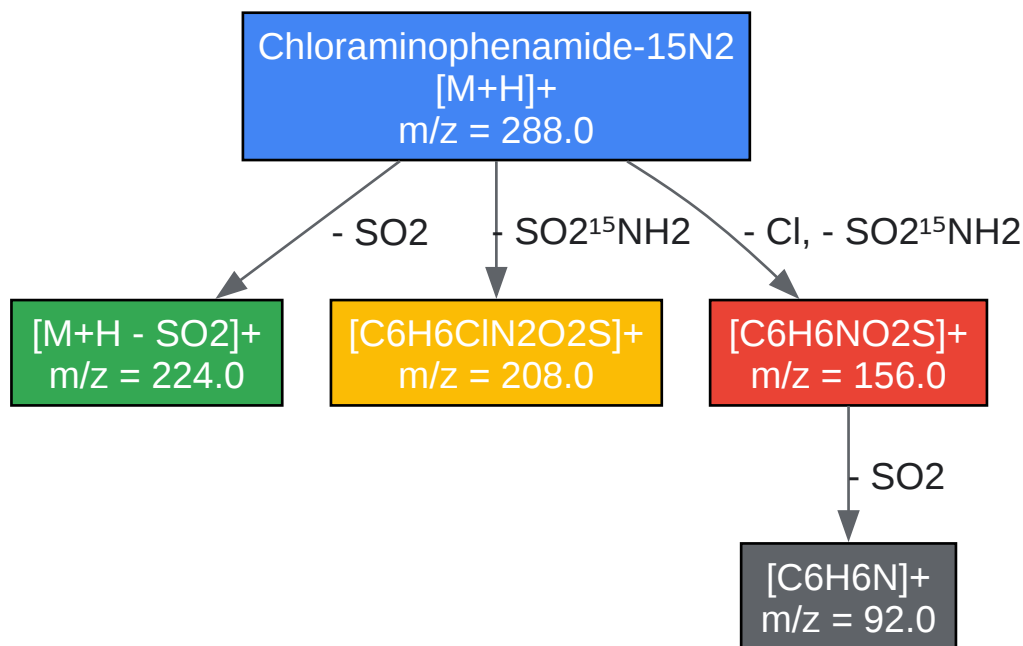 Chloraminophenamide-15N2
[M+H]+
m/z = 288.0
- SO2
- SO2¹⁵NH2
- Cl, - SO2¹⁵NH2
[M+H - SO2]+
m/z = 224.0
[C6H6ClN2O2S]+
m/z = 208.0
[C6H6NO2S]+
m/z = 156.0
- SO2
[C6H6N]+
m/z = 92.0